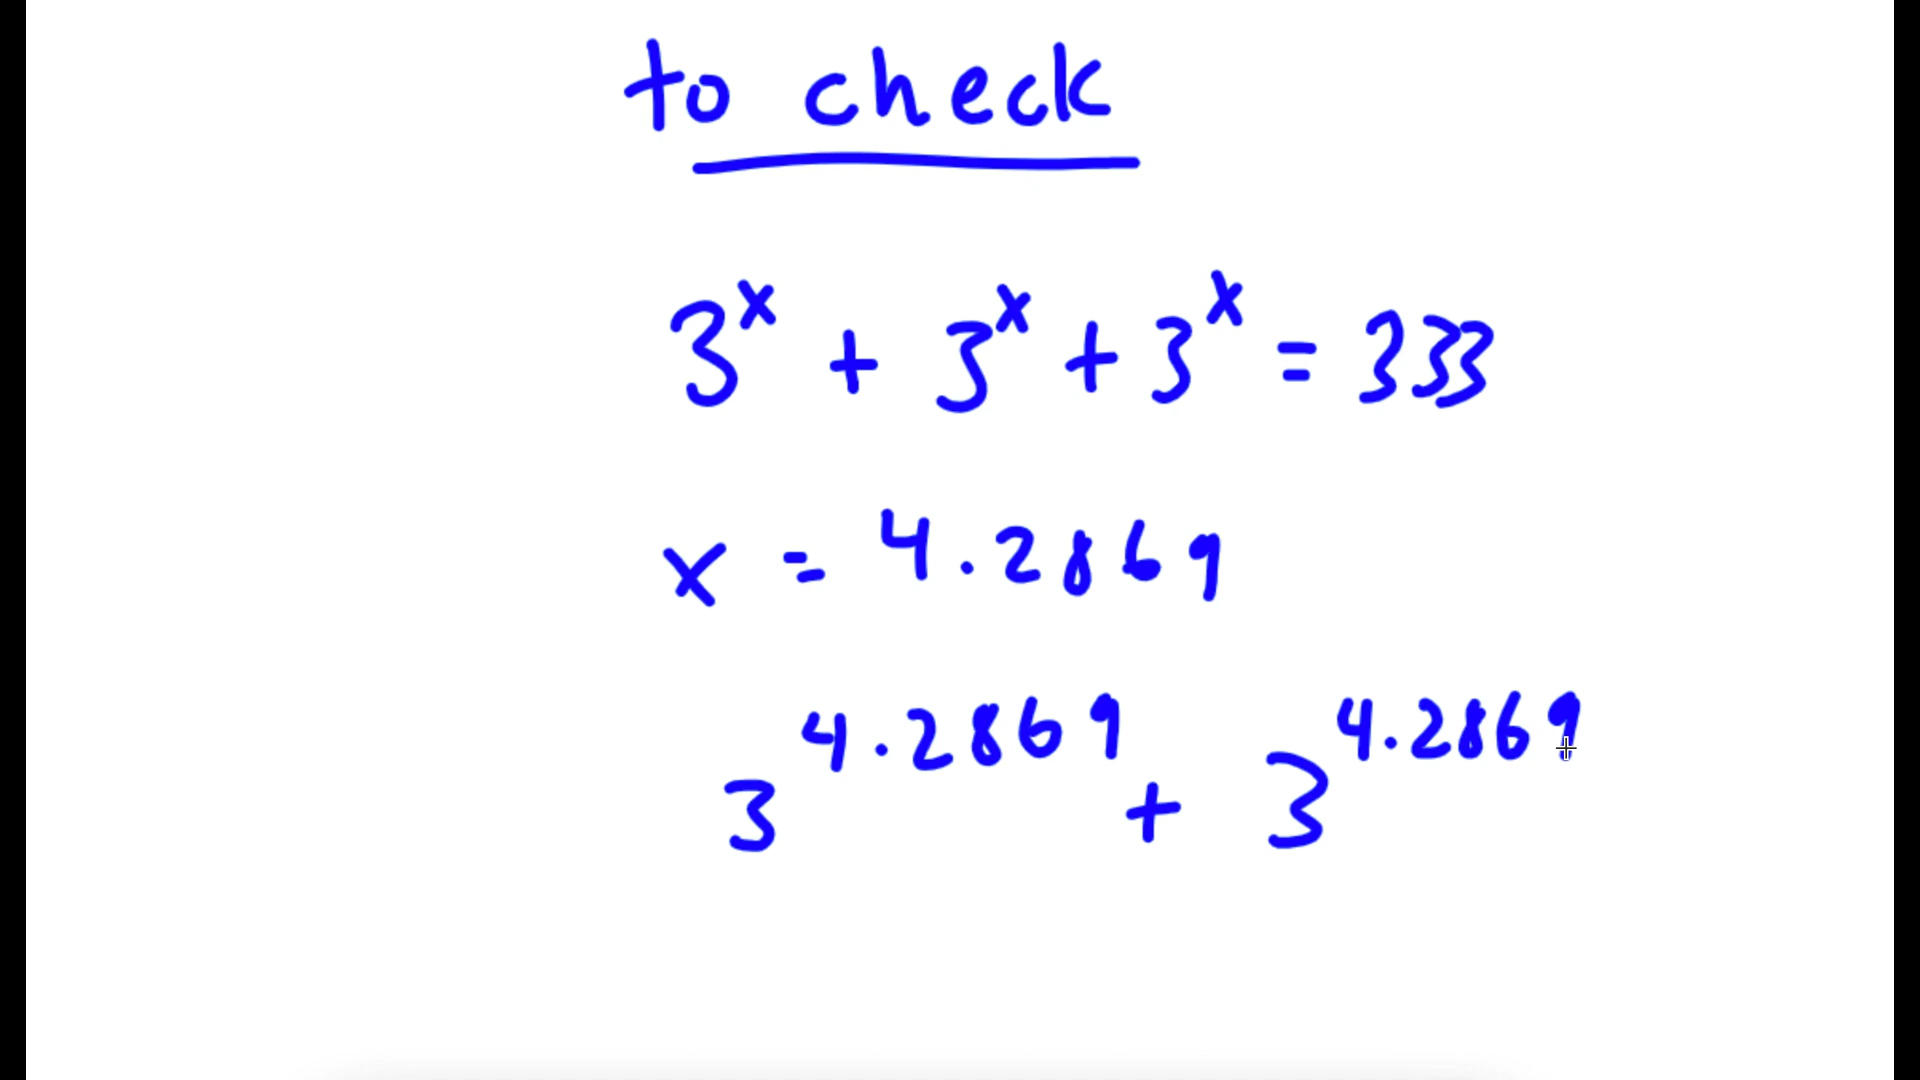 to check
3^x + 3^x + 3^x = 333
x = 4.2869
3^4.2869 + 3^4.2869